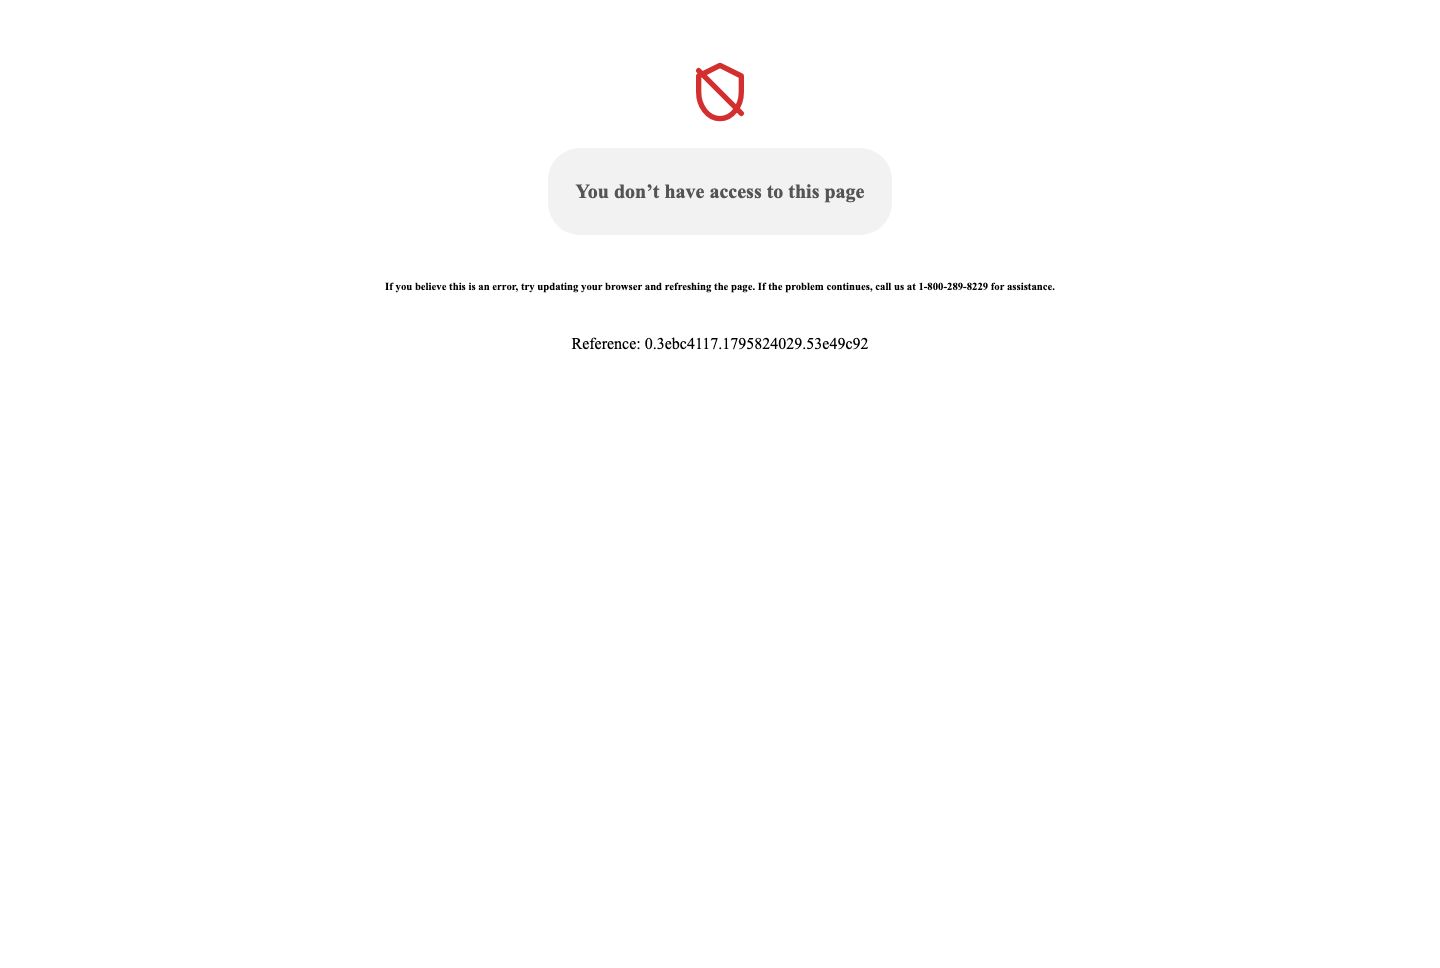 You don’t have access to this page
If you believe this is an error, try updating your browser and refreshing the page. If the problem continues, call us at 1-800-289-8229 for assistance.
Reference: 0.3ebc4117.1795824029.53e49c92